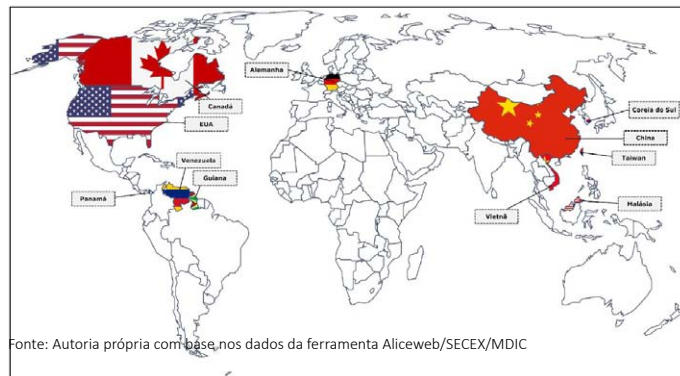 Alemanha
Canadá
EUA
Coreia do Sul
China
Taiwan
Venezuela
Guiana
Panamá
Vietnã
Malásia
Fonte: Autoria própria com base nos dados da ferramenta Aliceweb/SECEX/MDIC